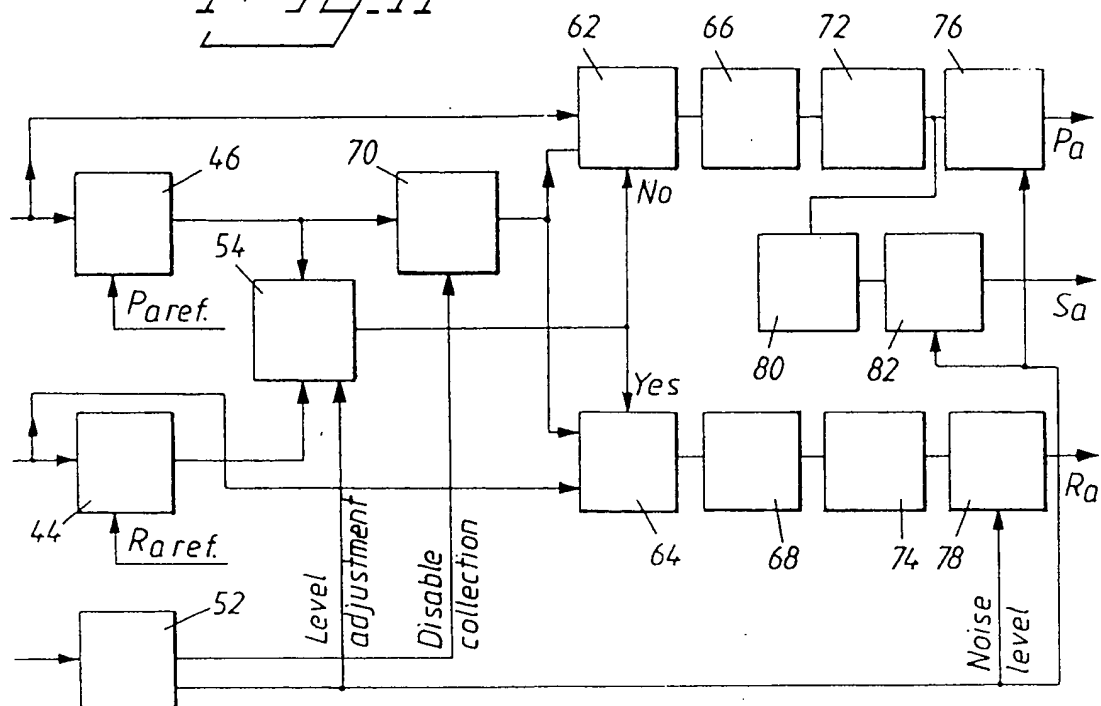 62
66
72
76
Pa
46
70
No
54
Pa ref.
Sa
80
82
Yes
Ra
44
Ra ref.
64
68
74
78
52
Level
adjustment
Disable
collection
Noise
level